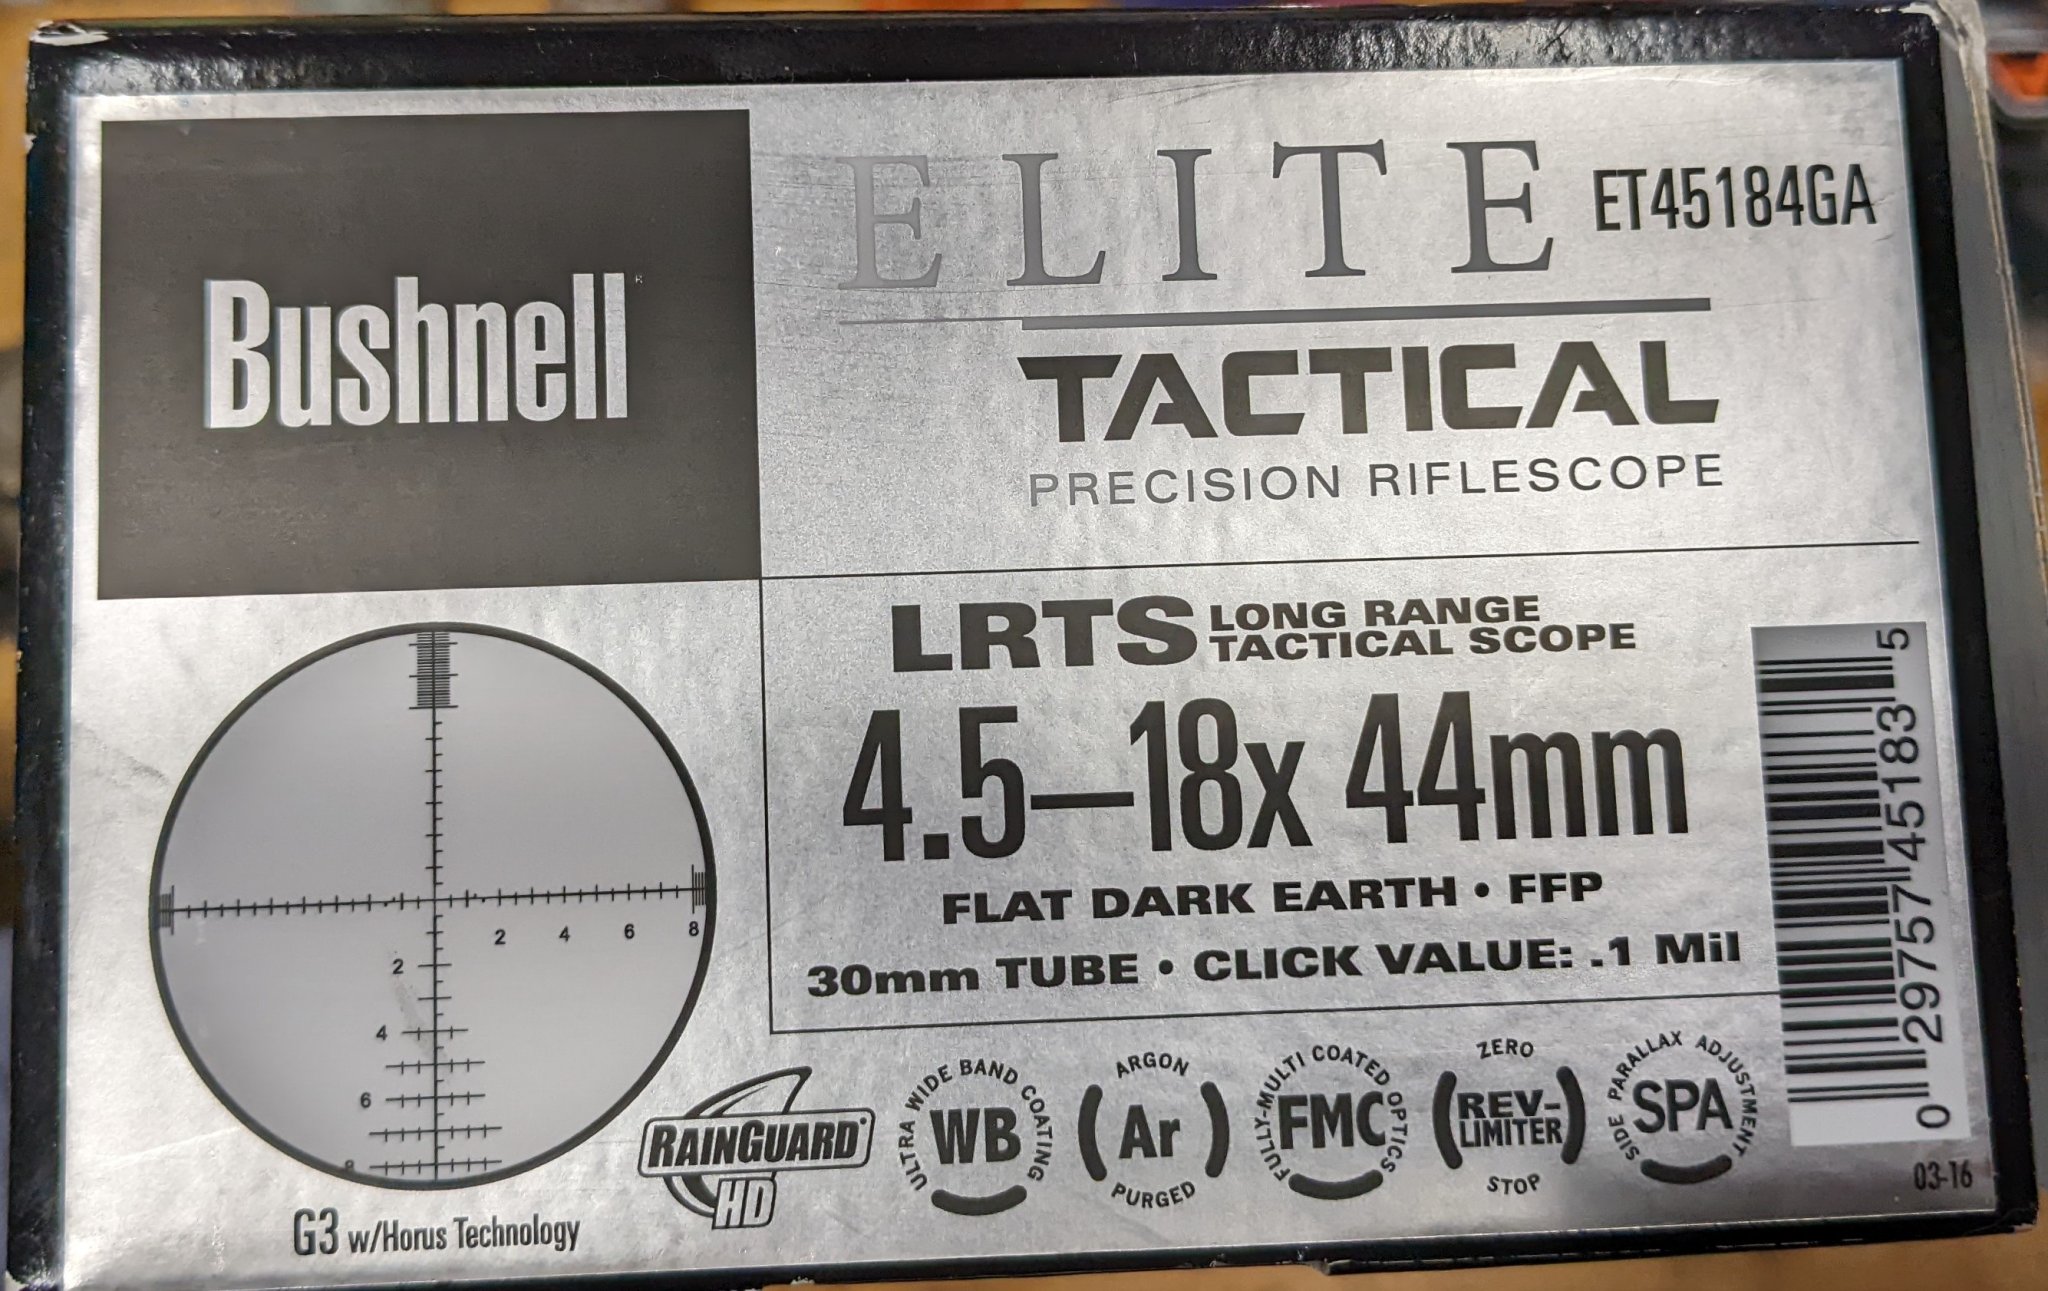 Bushnell
ELITE ET45184GA
TACTICAL
PRECISION RIFLESCOPE
LRTS LONG RANGE
TACTICAL SCOPE
4.5—18x 44mm
FLAT DARK EARTH • FFP
30mm TUBE • CLICK VALUE: .1 Mil
2 4 6 8
2
4
6
8
G3 w/Horus Technology
RAINGUARD®
HD
ULTRA WIDE BAND COATING
WB
ARGON
(Ar)
PURGED
FULLY-MULTI COATED OPTICS
FMC
ZERO
(REV-
LIMITER)
STOP
SIDE PARALLAX ADJUSTMENT
SPA
0 29757 45183 5
03-16